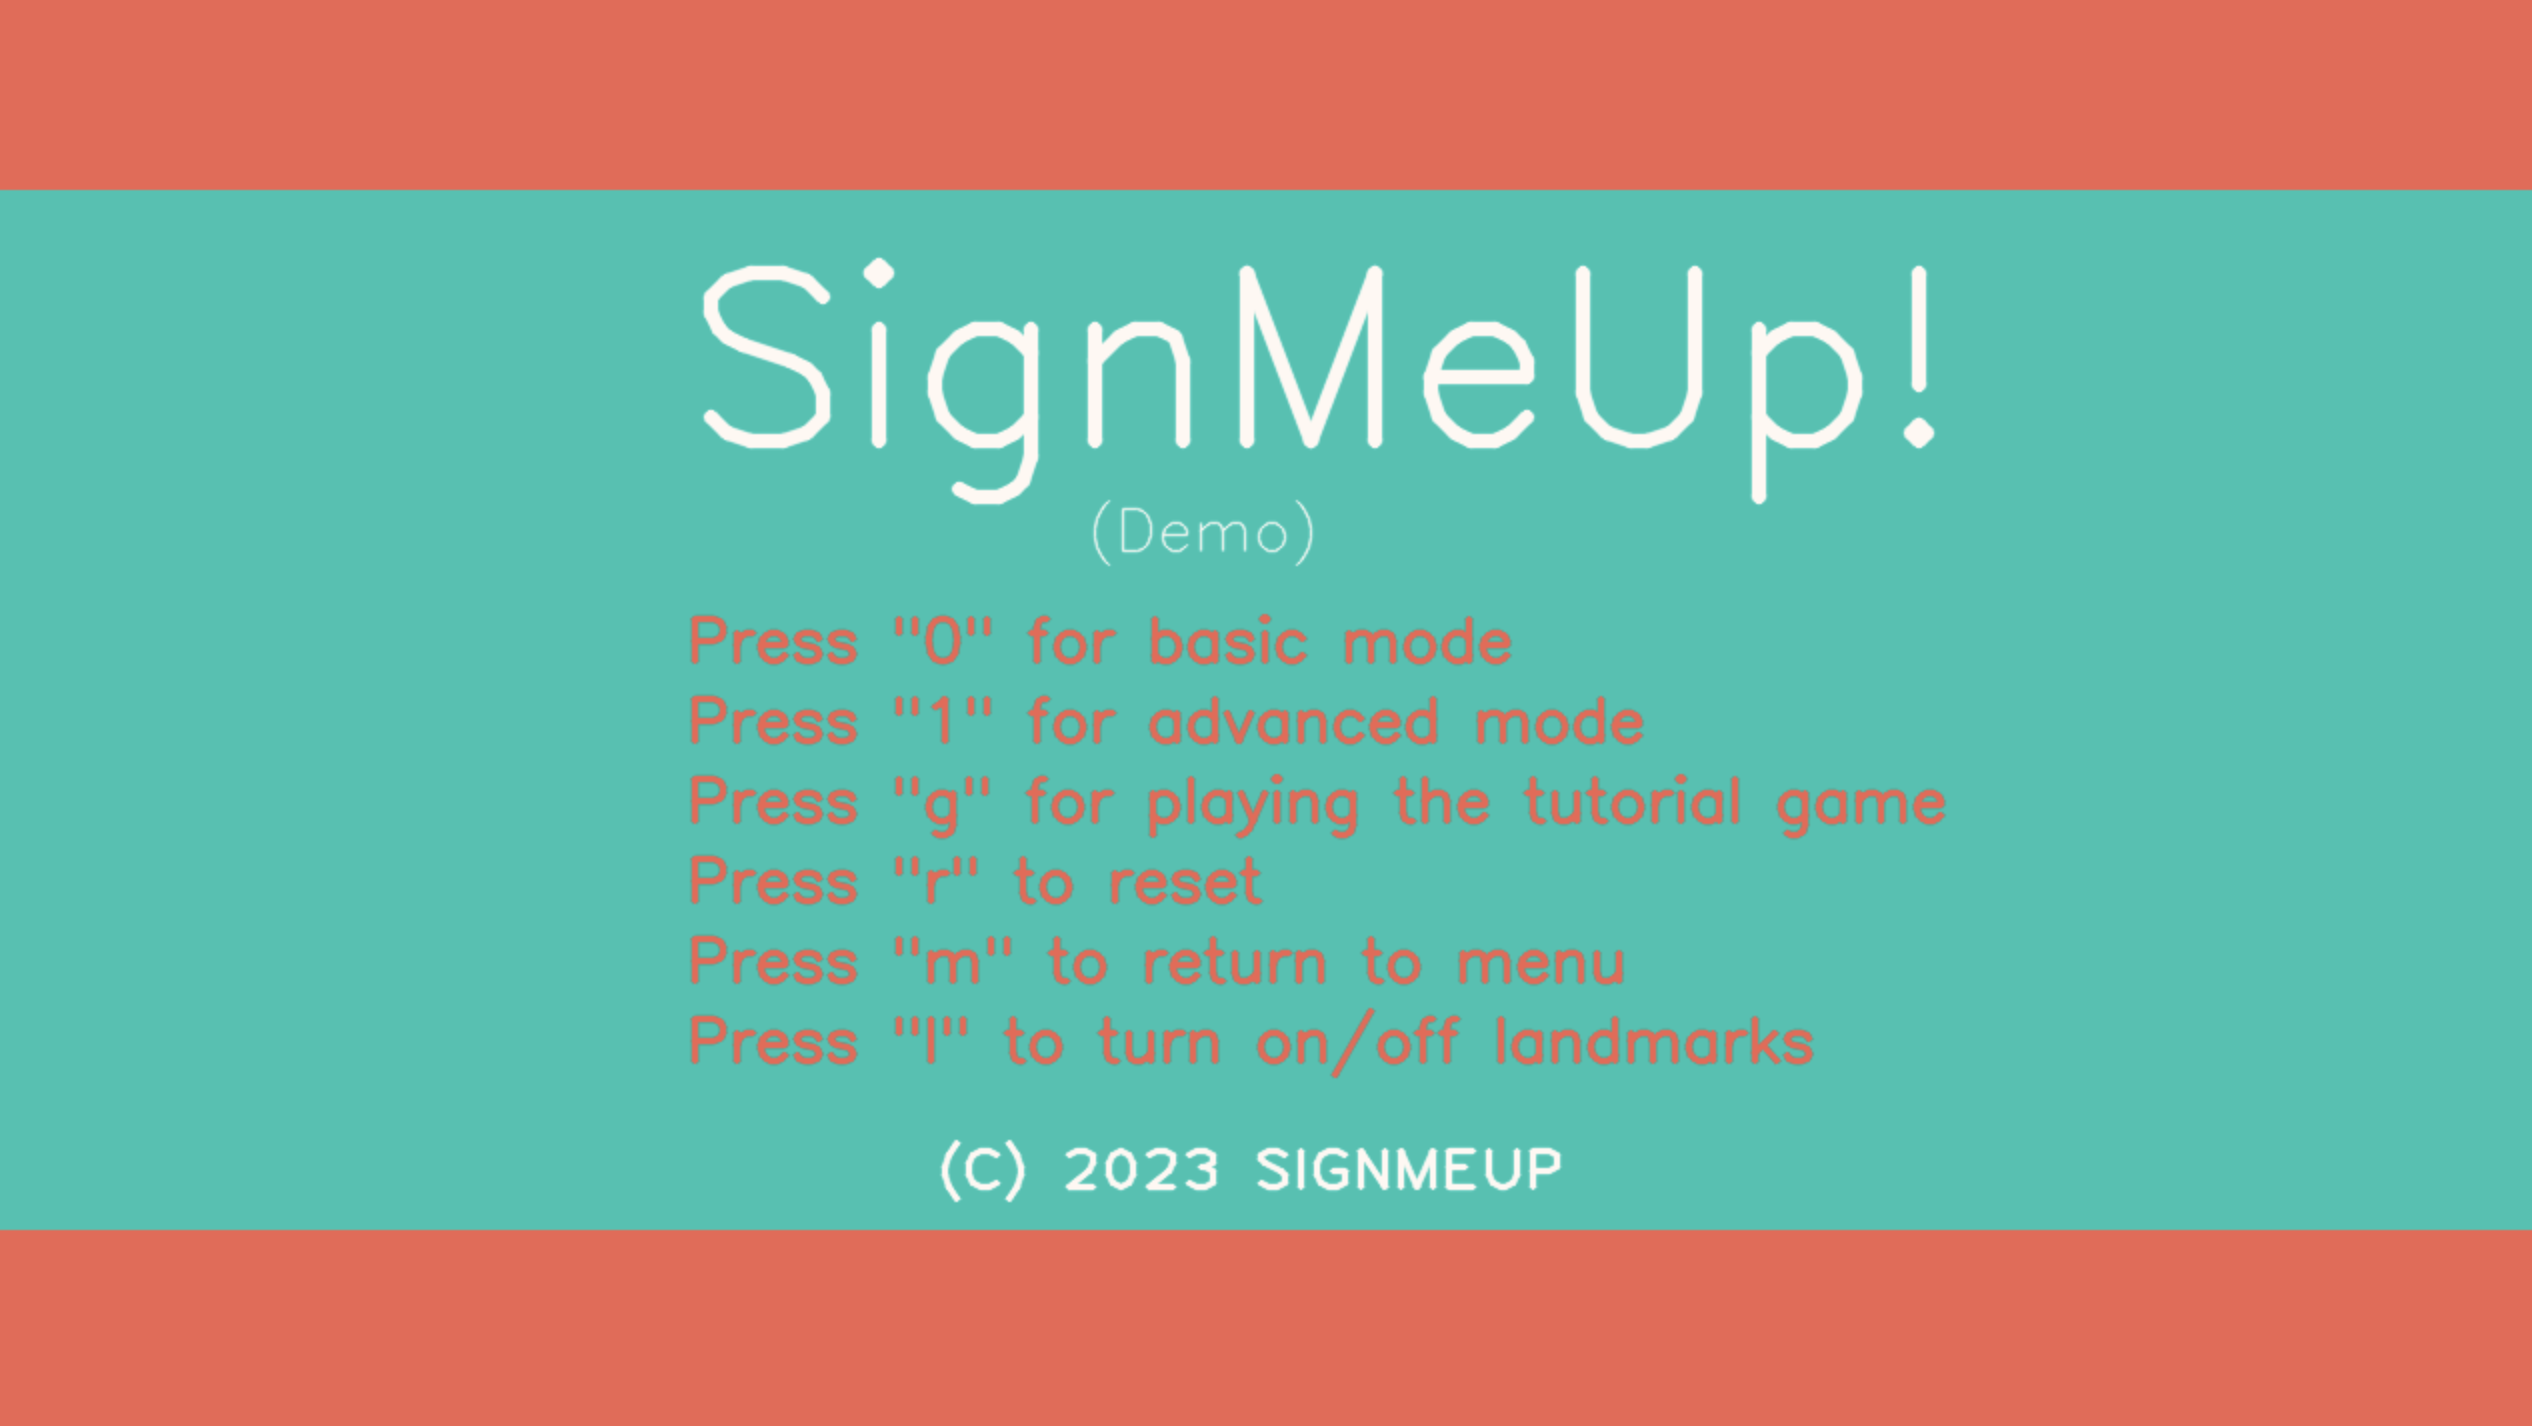 SignMeUp!
(Demo)
Press "0" for basic mode
Press "1" for advanced mode
Press "g" for playing the tutorial game
Press "r" to reset
Press "m" to return to menu
Press "l" to turn on/off landmarks
(C) 2023 SIGNMEUP